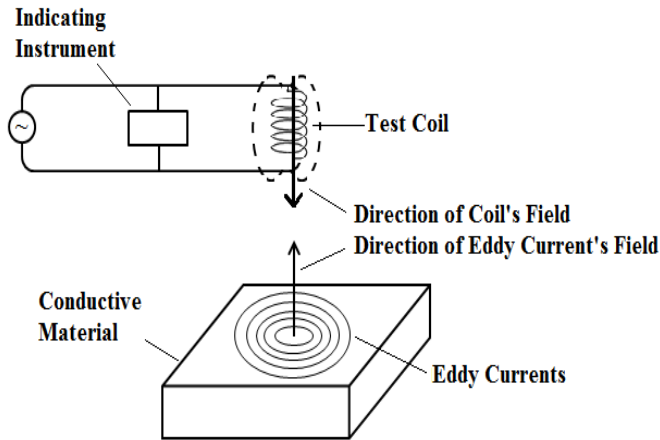 Indicating
Instrument
~
Test Coil
Direction of Coil's Field
Direction of Eddy Current's Field
Conductive
Material
Eddy Currents